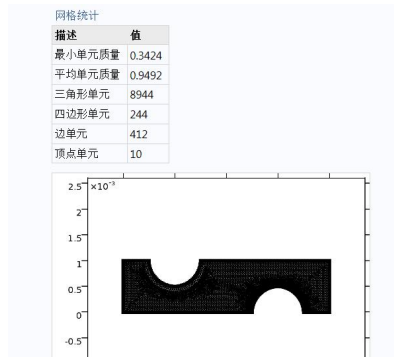 网格统计
描述 值
最小单元质量 0.3424
平均单元质量 0.9492
三角形单元 8944
四边形单元 244
边单元 412
顶点单元 10
×10⁻³
2.5
2
1.5
1
0.5
0
-0.5